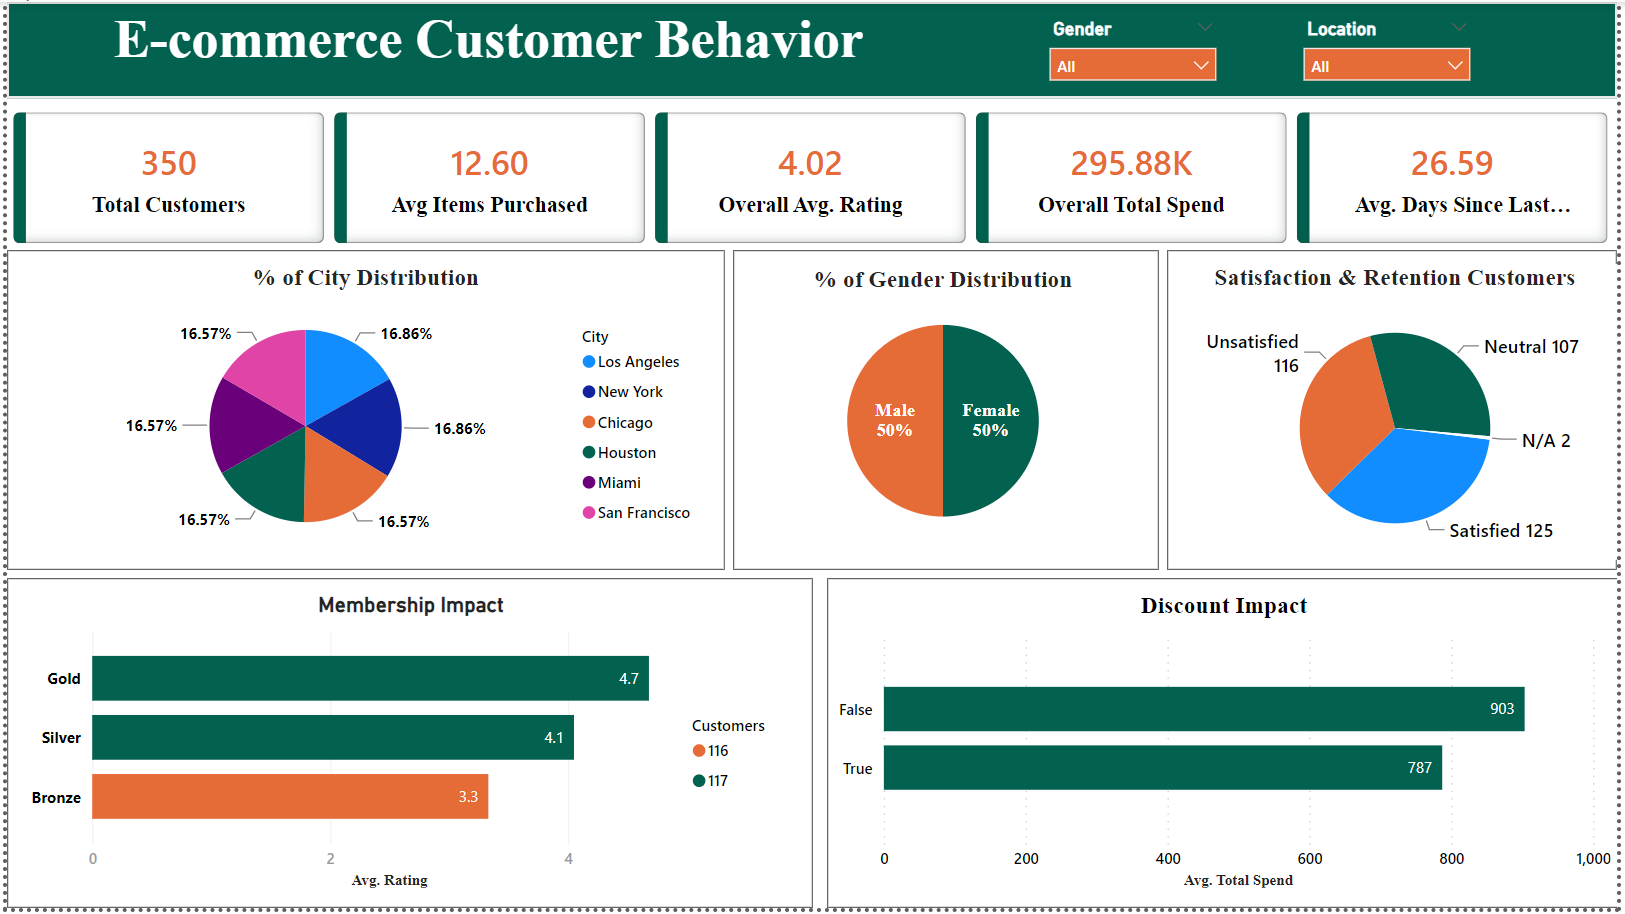 E-commerce Customer Behavior
Gender
Location
All
All
350
Total Customers
12.60
Avg Items Purchased
4.02
Overall Avg. Rating
295.88K
Overall Total Spend
26.59
Avg. Days Since Last...
% of City Distribution
16.57%
16.86%
16.57%
16.86%
16.57%
16.57%
City
Los Angeles
New York
Chicago
Houston
Miami
San Francisco
% of Gender Distribution
Male
50%
Female
50%
Satisfaction & Retention Customers
Unsatisfied
116
Neutral 107
N/A 2
Satisfied 125
Membership Impact
Gold
4.7
Silver
4.1
Bronze
3.3
0
2
4
Avg. Rating
Customers
116
117
Discount Impact
False
903
True
787
0
200
400
600
800
1,000
Avg. Total Spend